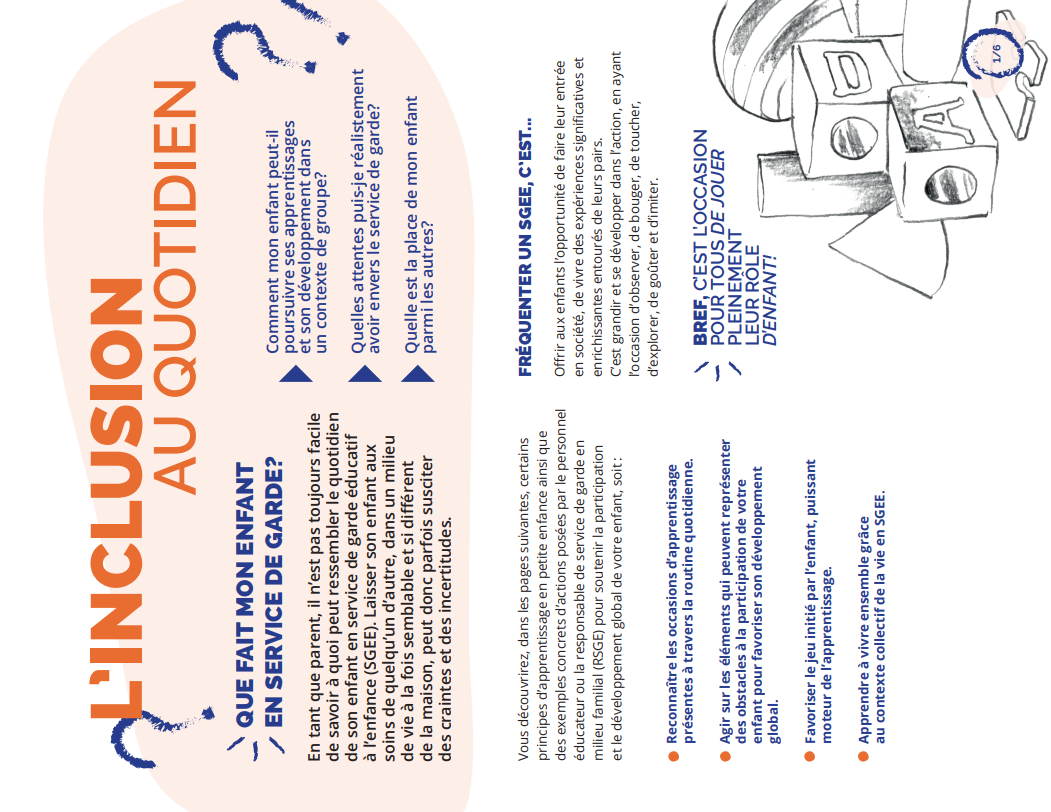 L'INCLUSION
AU QUOTIDIEN
QUE FAIT MON ENFANT
EN SERVICE DE GARDE?
En tant que parent, il n'est pas toujours facile
de savoir à quoi peut ressembler le quotidien
de son enfant en service de garde éducatif
à l'enfance (SGEE). Laisser son enfant aux
soins de quelqu'un d'autre, dans un milieu
de vie à la fois semblable et si différent
de la maison, peut donc parfois susciter
des craintes et des incertitudes.
Comment mon enfant peut-il
poursuivre ses apprentissages
et son développement dans
un contexte de groupe?
Quelles attentes puis-je réalistement
avoir envers le service de garde?
Quelle est la place de mon enfant
parmi les autres?
Vous découvrirez, dans les pages suivantes, certains
principes d'apprentissage en petite enfance ainsi que
des exemples concrets d'actions posées par le personnel
éducateur ou la responsable de service de garde en
milieu familial (RSGE) pour soutenir la participation
et le développement global de votre enfant, soit :
Reconnaître les occasions d'apprentissage
présentes à travers la routine quotidienne.
Agir sur les éléments qui peuvent représenter
des obstacles à la participation de votre
enfant pour favoriser son développement
global.
Favoriser le jeu initié par l'enfant, puissant
moteur de l'apprentissage.
Apprendre à vivre ensemble grâce
au contexte collectif de la vie en SGEE.
FRÉQUENTER UN SGEE, C'EST...
Offrir aux enfants l'opportunité de faire leur entrée
en société, de vivre des expériences significatives et
enrichissantes entourés de leurs pairs.
C'est grandir et se développer dans l'action, en ayant
l'occasion d'observer, de bouger, de toucher,
d'explorer, de goûter et d'imiter.
BREF, C'EST L'OCCASION
POUR TOUS DE JOUER
PLEINEMENT
LEUR RÔLE
D'ENFANT!
D
A
1/6